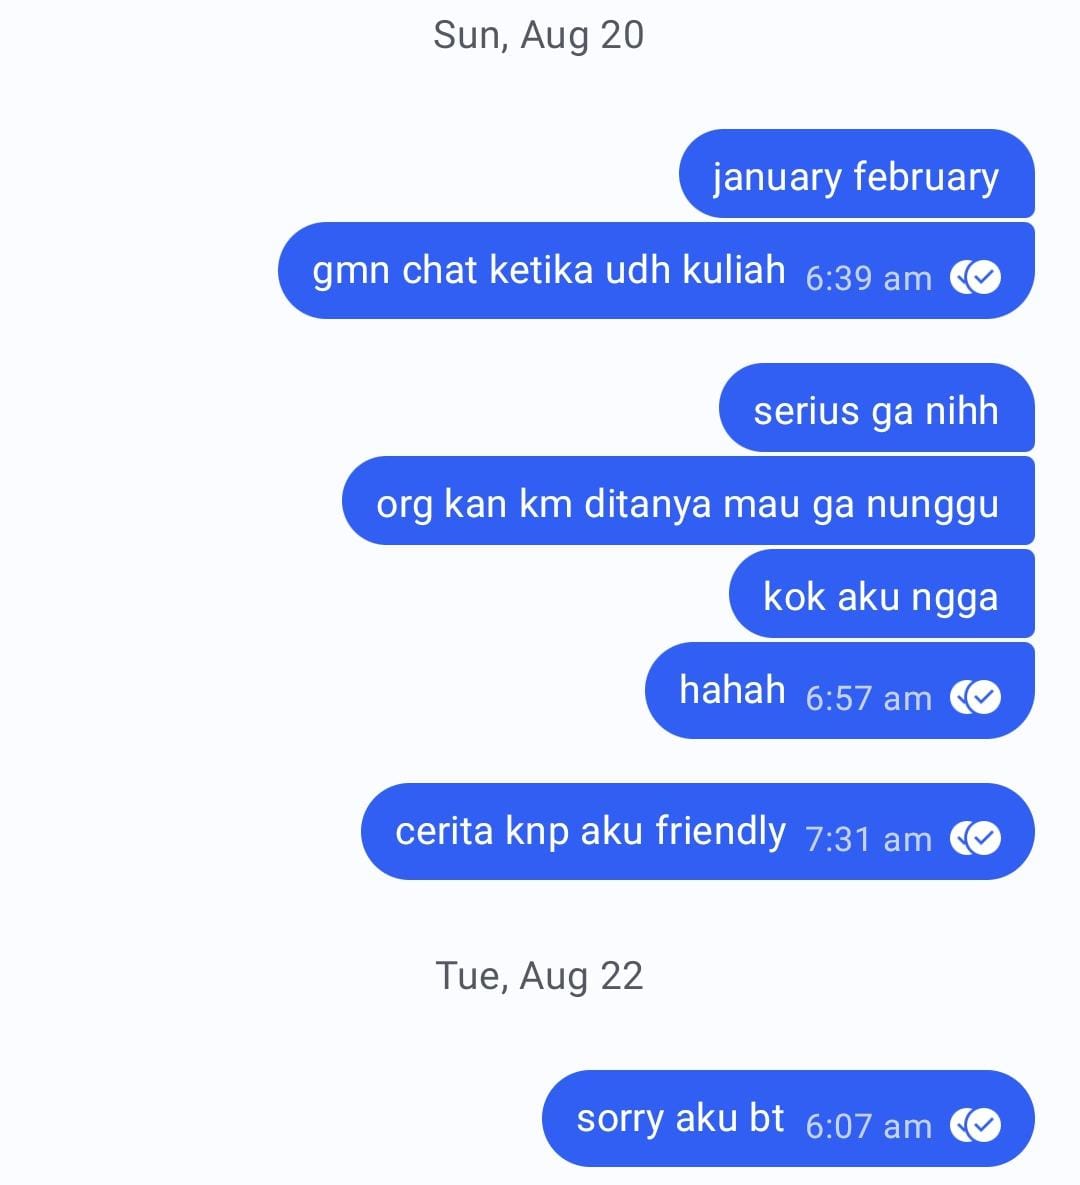 Sun, Aug 20
january february
gmn chat ketika udh kuliah 6:39 am
serius ga nihh
org kan km ditanya mau ga nunggu
kok aku ngga
hahah 6:57 am
cerita knp aku friendly 7:31 am
Tue, Aug 22
sorry aku bt 6:07 am